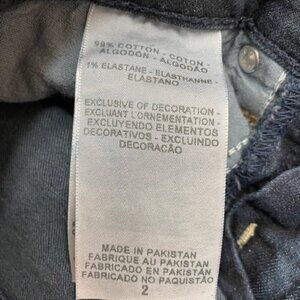 99% COTTON - COTON -
ALGODON - ALGODÃO
1% ELASTANE - ELASTHANNE -
ELASTANO
EXCLUSIVE OF DECORATION -
EXCLUANT L'ORNEMENTATION -
EXCLUYENDO ELEMENTOS
DECORATIVOS - EXCLUINDO
DECORAÇÃO
MADE IN PAKISTAN
FABRIQUE AU PAKISTAN
FABRICADO EN PAKISTAN
FABRICADO NO PAQUISTÃO
2